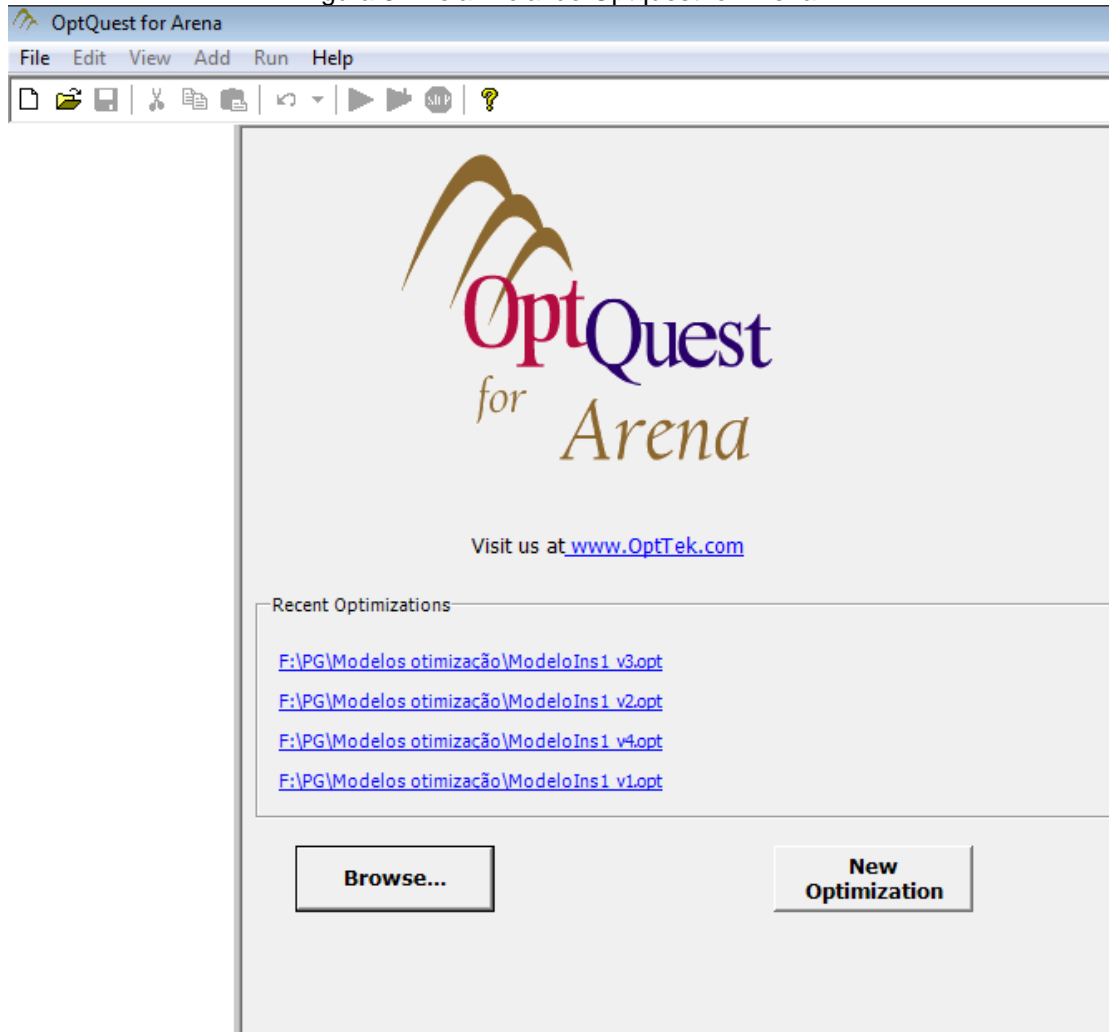 OptQuest for Arena
File Edit View Add Run Help
STOP
OptQuest
for
Arena
Visit us at www.OptTek.com
Recent Optimizations
F:\PG\Modelos otimização\ModeloIns1 v3.opt
F:\PG\Modelos otimização\ModeloIns1 v2.opt
F:\PG\Modelos otimização\ModeloIns1 v4.opt
F:\PG\Modelos otimização\ModeloIns1 v1.opt
Browse...
New
Optimization